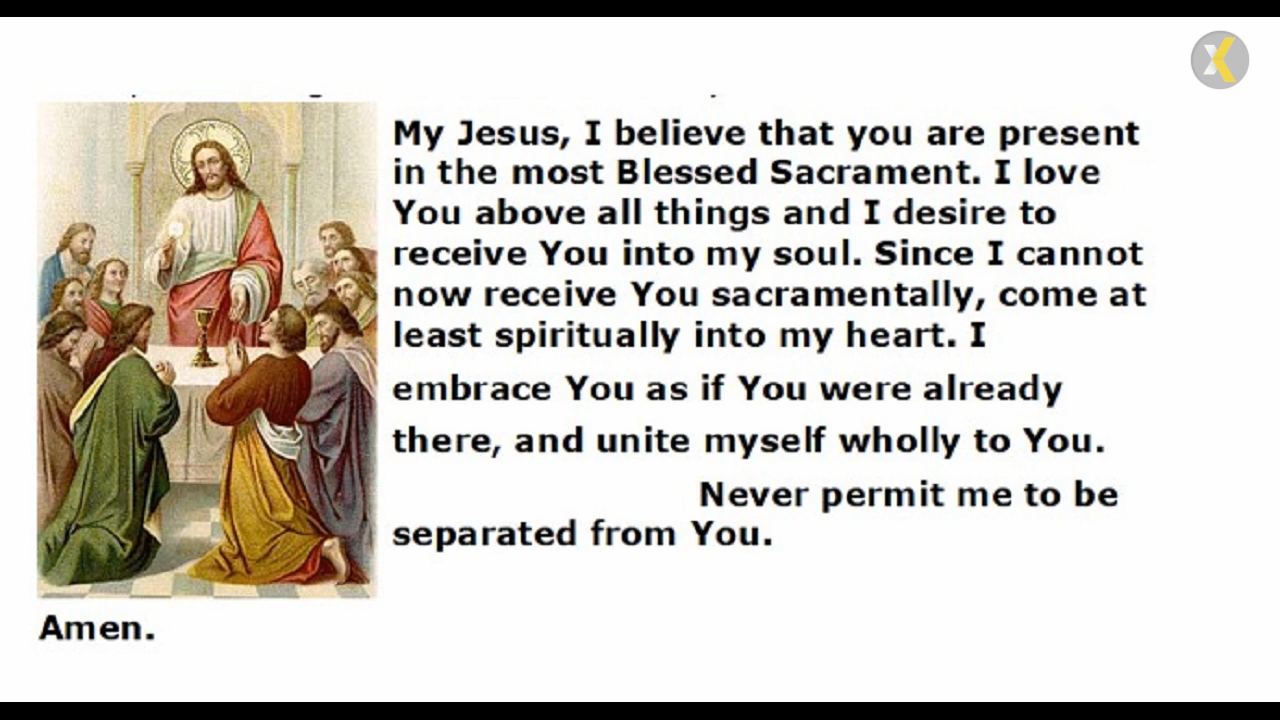 My Jesus, I believe that you are present
in the most Blessed Sacrament. I love
You above all things and I desire to
receive You into my soul. Since I cannot
now receive You sacramentally, come at
least spiritually into my heart. I
embrace You as if You were already
there, and unite myself wholly to You.
Never permit me to be
separated from You.
Amen.